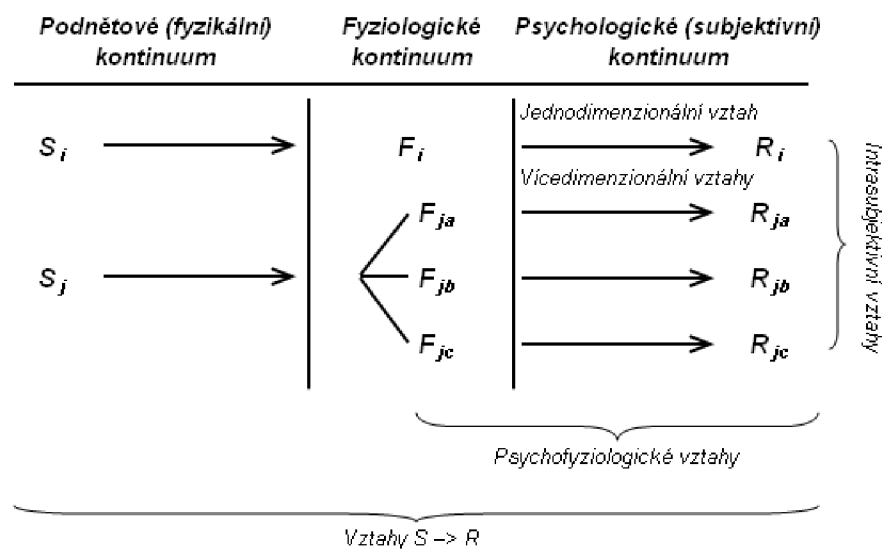 Podnětové (fyzikální) kontinuum
Fyziologické kontinuum
Psychologické (subjektivní) kontinuum
Jednodimenzionální vztah
S i F i R i
Vícedimenzionální vztahy
F ja R ja
S j F jb R jb
F jc R jc
Intrasubjektivní vztahy
Psychofyziologické vztahy
Vztahy S –> R